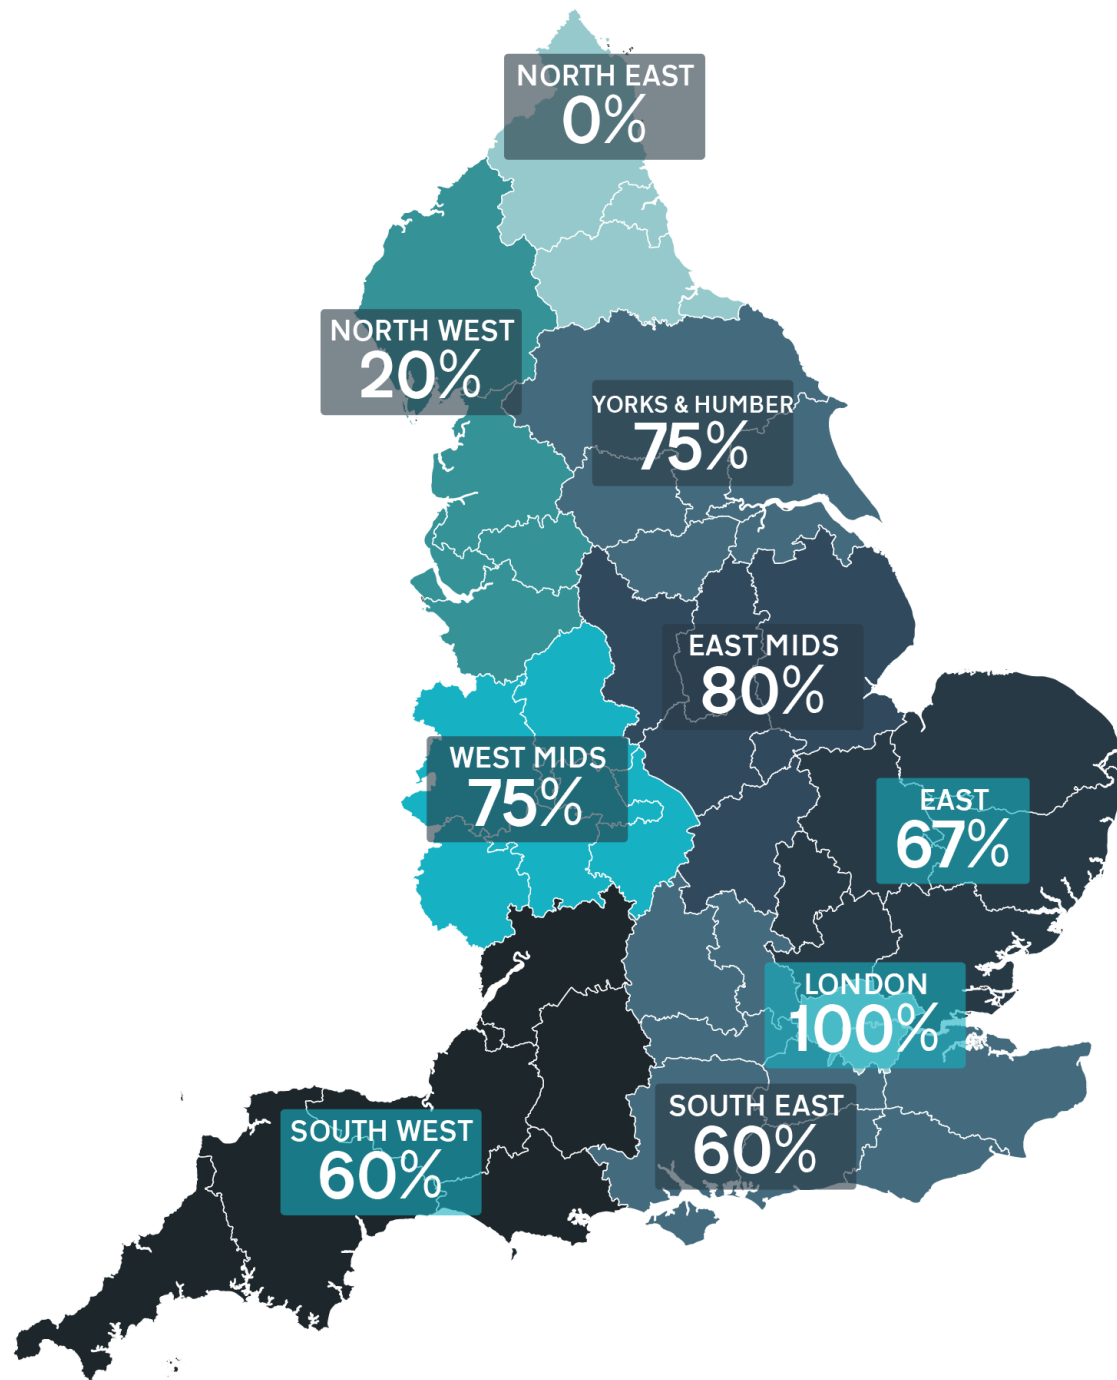 NORTH EAST
0%
NORTH WEST
20%
YORKS & HUMBER
75%
EAST MIDS
80%
WEST MIDS
75%
EAST
67%
LONDON
100%
SOUTH EAST
60%
SOUTH WEST
60%